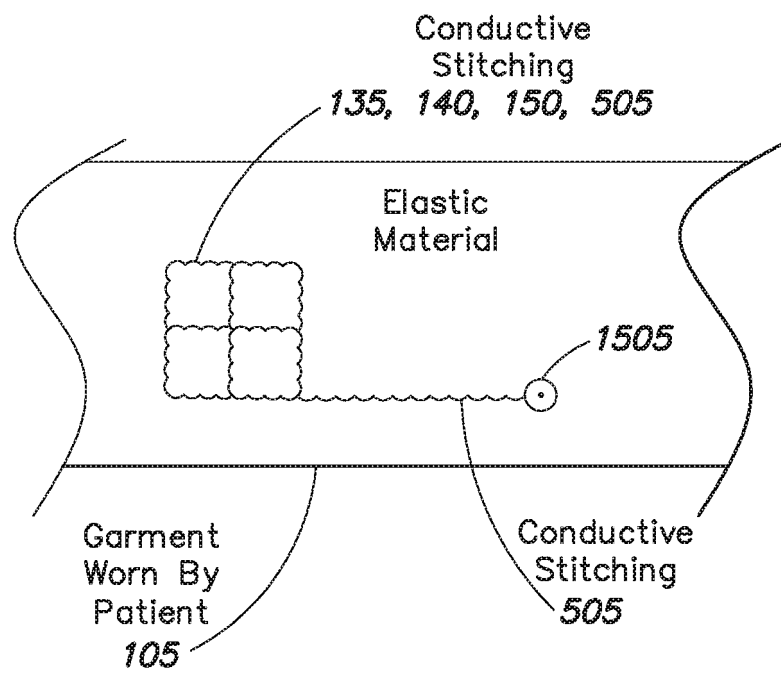 Conductive
Stitching
135, 140, 150, 505
Elastic
Material
1505
Garment
Worn By
Patient
105
Conductive
Stitching
505